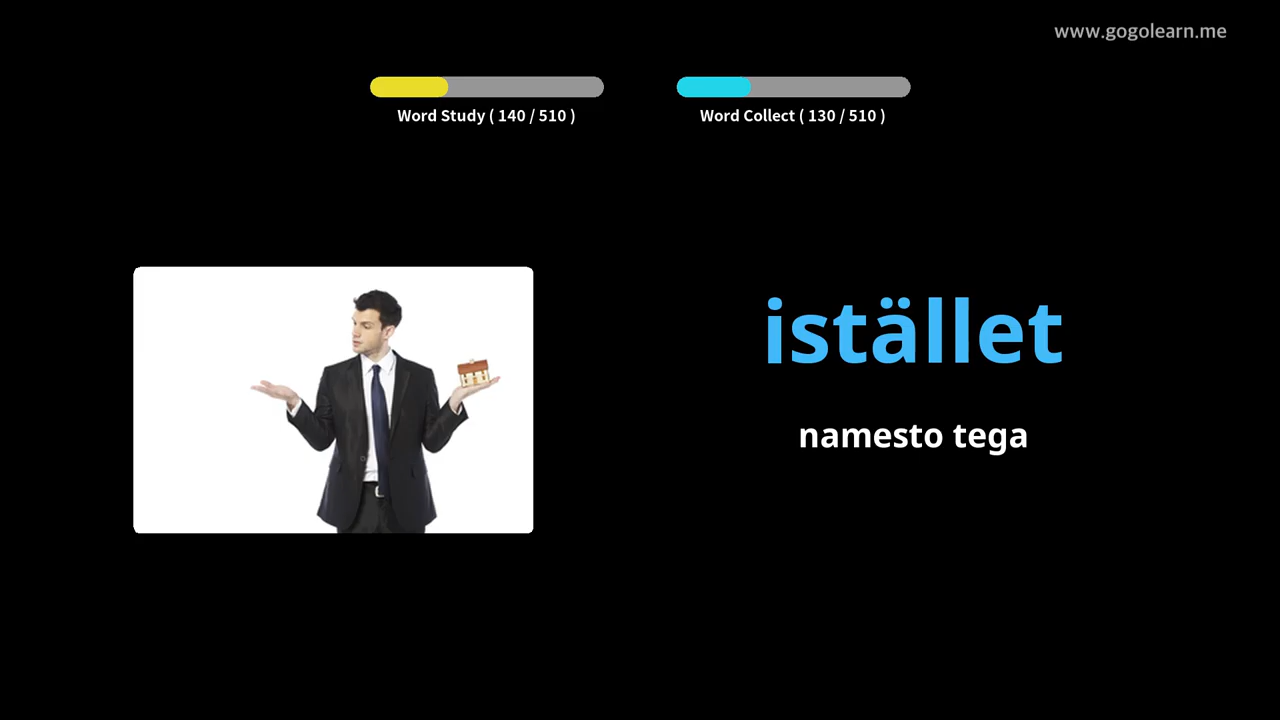 www.gogolearn.me
Word Study ( 140 / 510 )
Word Collect ( 130 / 510 )
istället
namesto tega